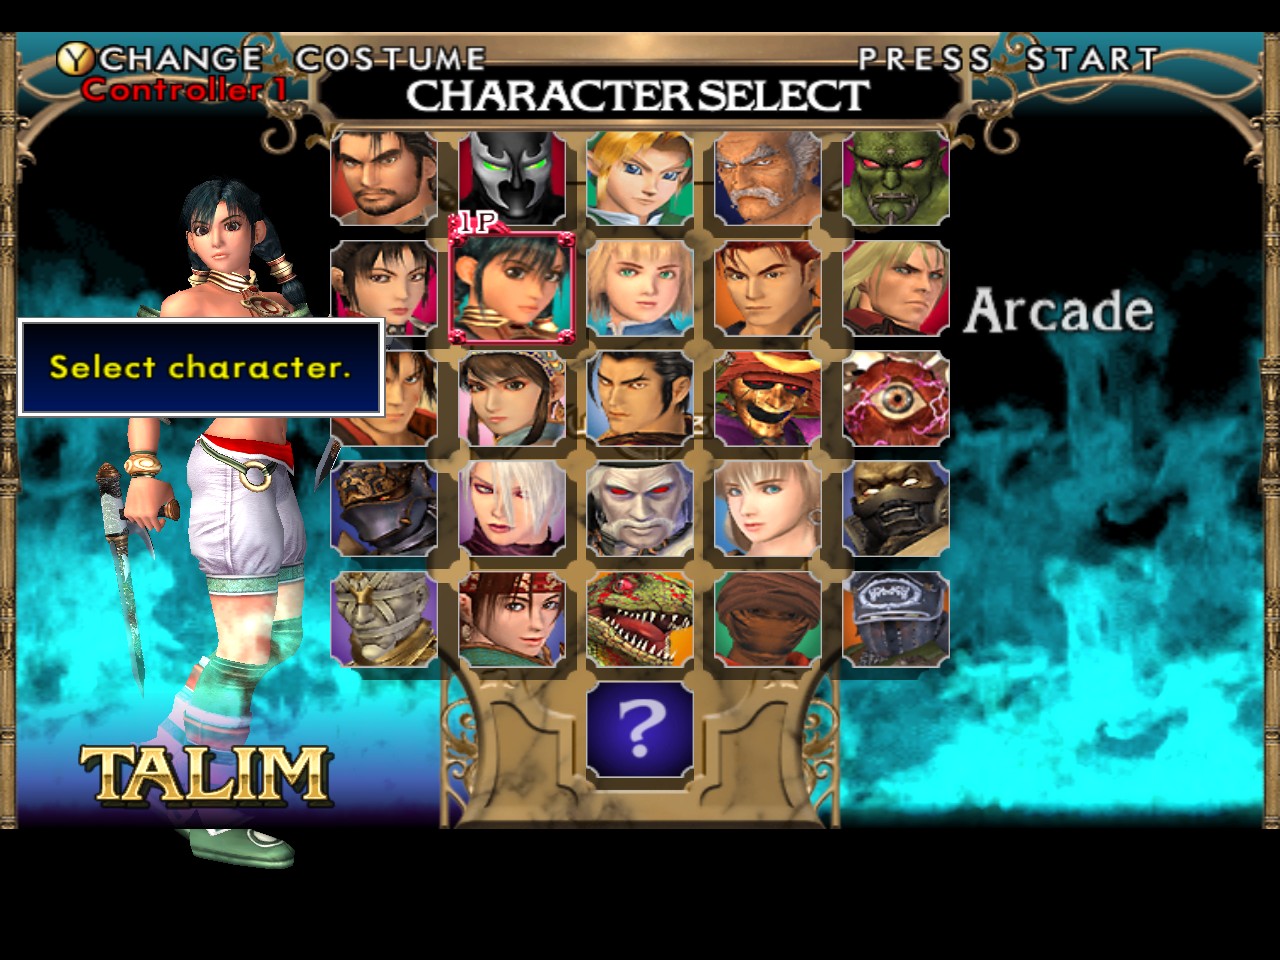 Y CHANGE COSTUME
PRESS START
Controller 1
CHARACTER SELECT
1P
Arcade
Select character.
?
TALIM